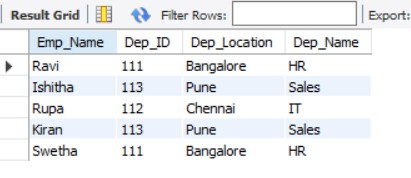 Result Grid Filter Rows: Export:
Emp_Name Dep_ID Dep_Location Dep_Name
Ravi 111 Bangalore HR
Ishitha 113 Pune Sales
Rupa 112 Chennai IT
Kiran 113 Pune Sales
Swetha 111 Bangalore HR